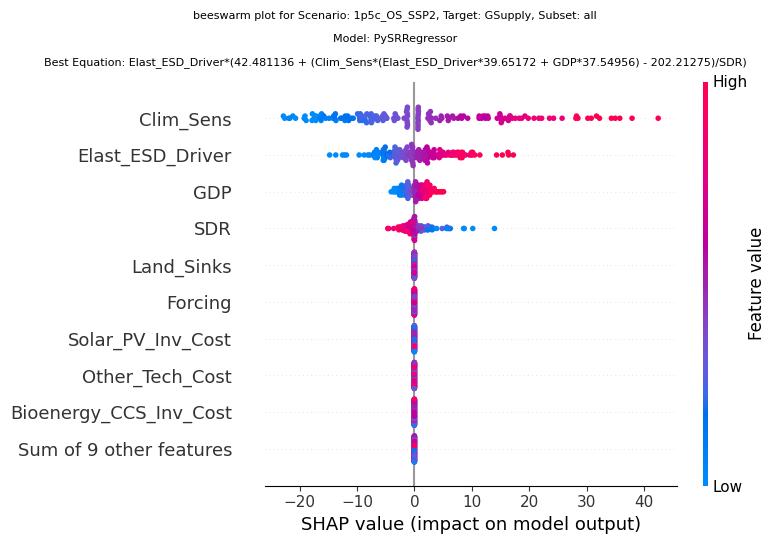 beeswarm plot for Scenario: 1p5c_OS_SSP2, Target: GSupply, Subset: all
Model: PySRRegressor
Best Equation: Elast_ESD_Driver*(42.481136 + (Clim_Sens*(Elast_ESD_Driver*39.65172 + GDP*37.54956) - 202.21275)/SDR)
High
Clim_Sens
Elast_ESD_Driver
GDP
SDR
Land_Sinks
Forcing
Solar_PV_Inv_Cost
Other_Tech_Cost
Bioenergy_CCS_Inv_Cost
Sum of 9 other features
Feature value
Low
−20 −10 0 10 20 30 40
SHAP value (impact on model output)